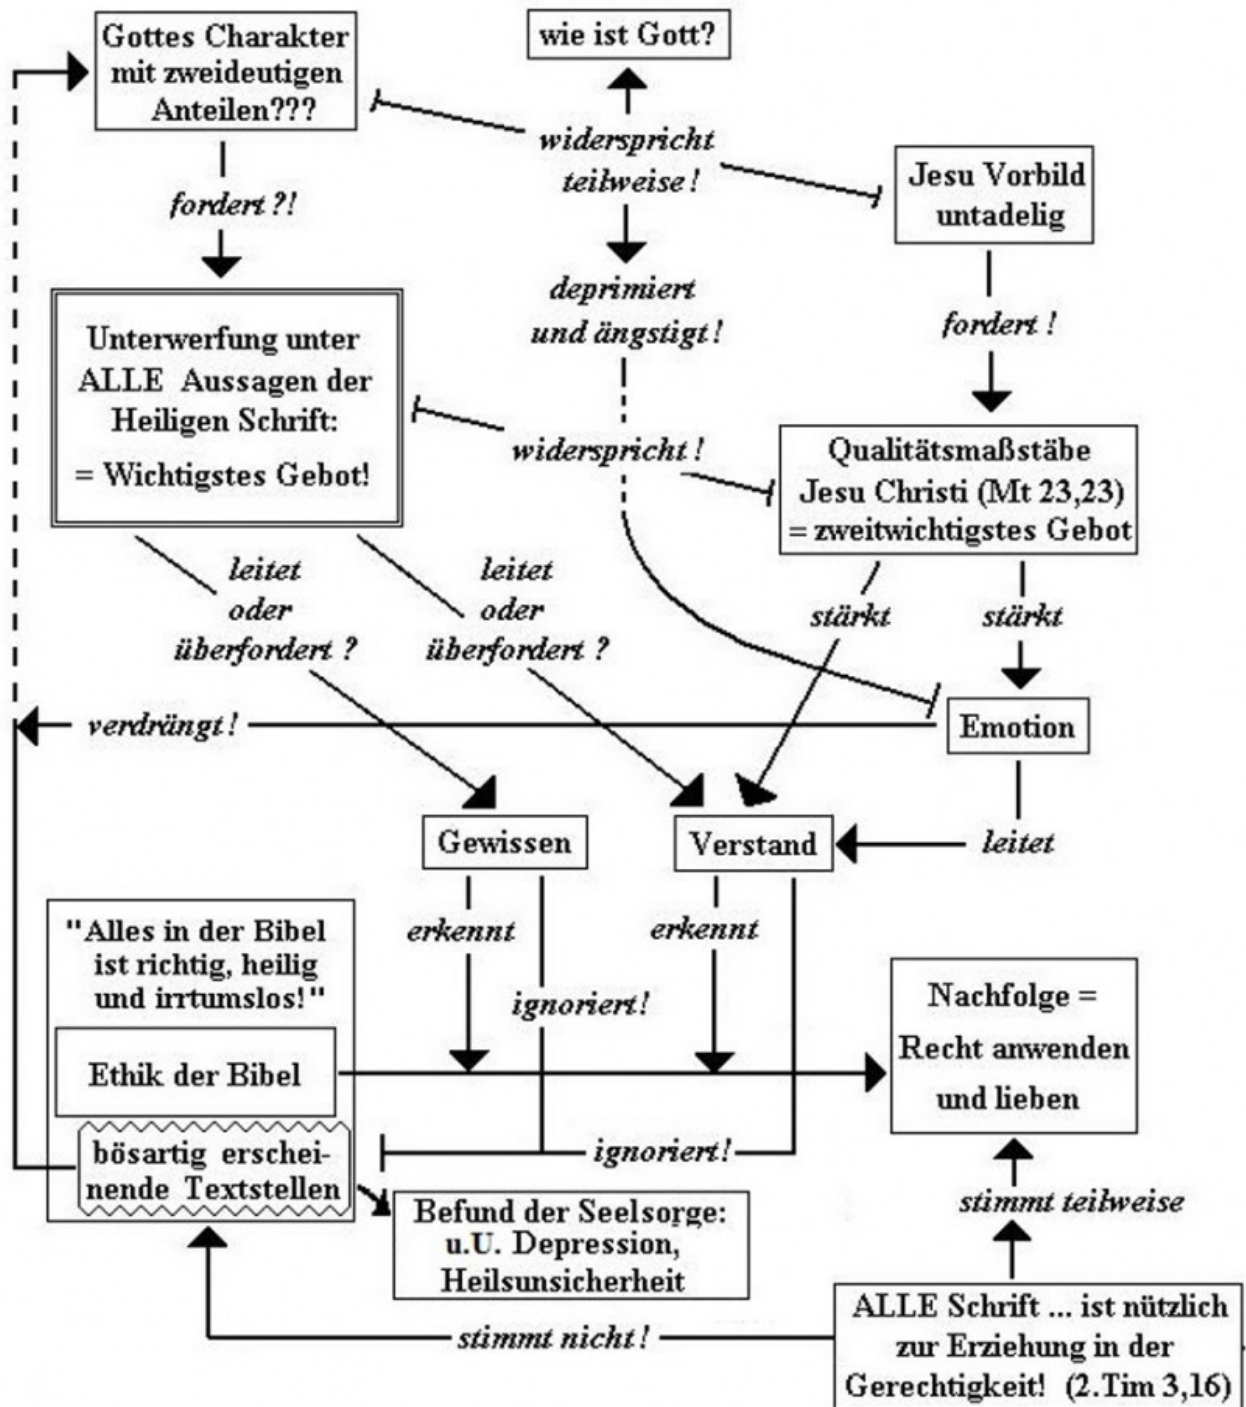 Gottes Charakter
mit zweideutigen
Anteilen???
wie ist Gott?
widerspricht
teilweise!
Jesu Vorbild
untadelig
fordert?!
deprimiert
und ängstigt!
fordert!
Unterwerfung unter
ALLE Aussagen der
Heiligen Schrift:
= Wichtigstes Gebot!
widerspricht!
Qualitätsmaßstäbe
Jesu Christi (Mt 23,23)
= zweitwichtigstes Gebot
leitet
oder
überfordert?
leitet
oder
überfordert?
stärkt
stärkt
verdrängt!
Emotion
Gewissen
Verstand
leitet
erkennt
erkennt
"Alles in der Bibel
ist richtig, heilig
und irrtumslos!"
ignoriert!
Nachfolge =
Recht anwenden
und lieben
Ethik der Bibel
bösartig erschei-
nende Textstellen
ignoriert!
Befund der Seelsorge:
u.U. Depression,
Heilsunsicherheit
stimmt teilweise
stimmt nicht!
ALLE Schrift ... ist nützlich
zur Erziehung in der
Gerechtigkeit! (2.Tim 3,16)